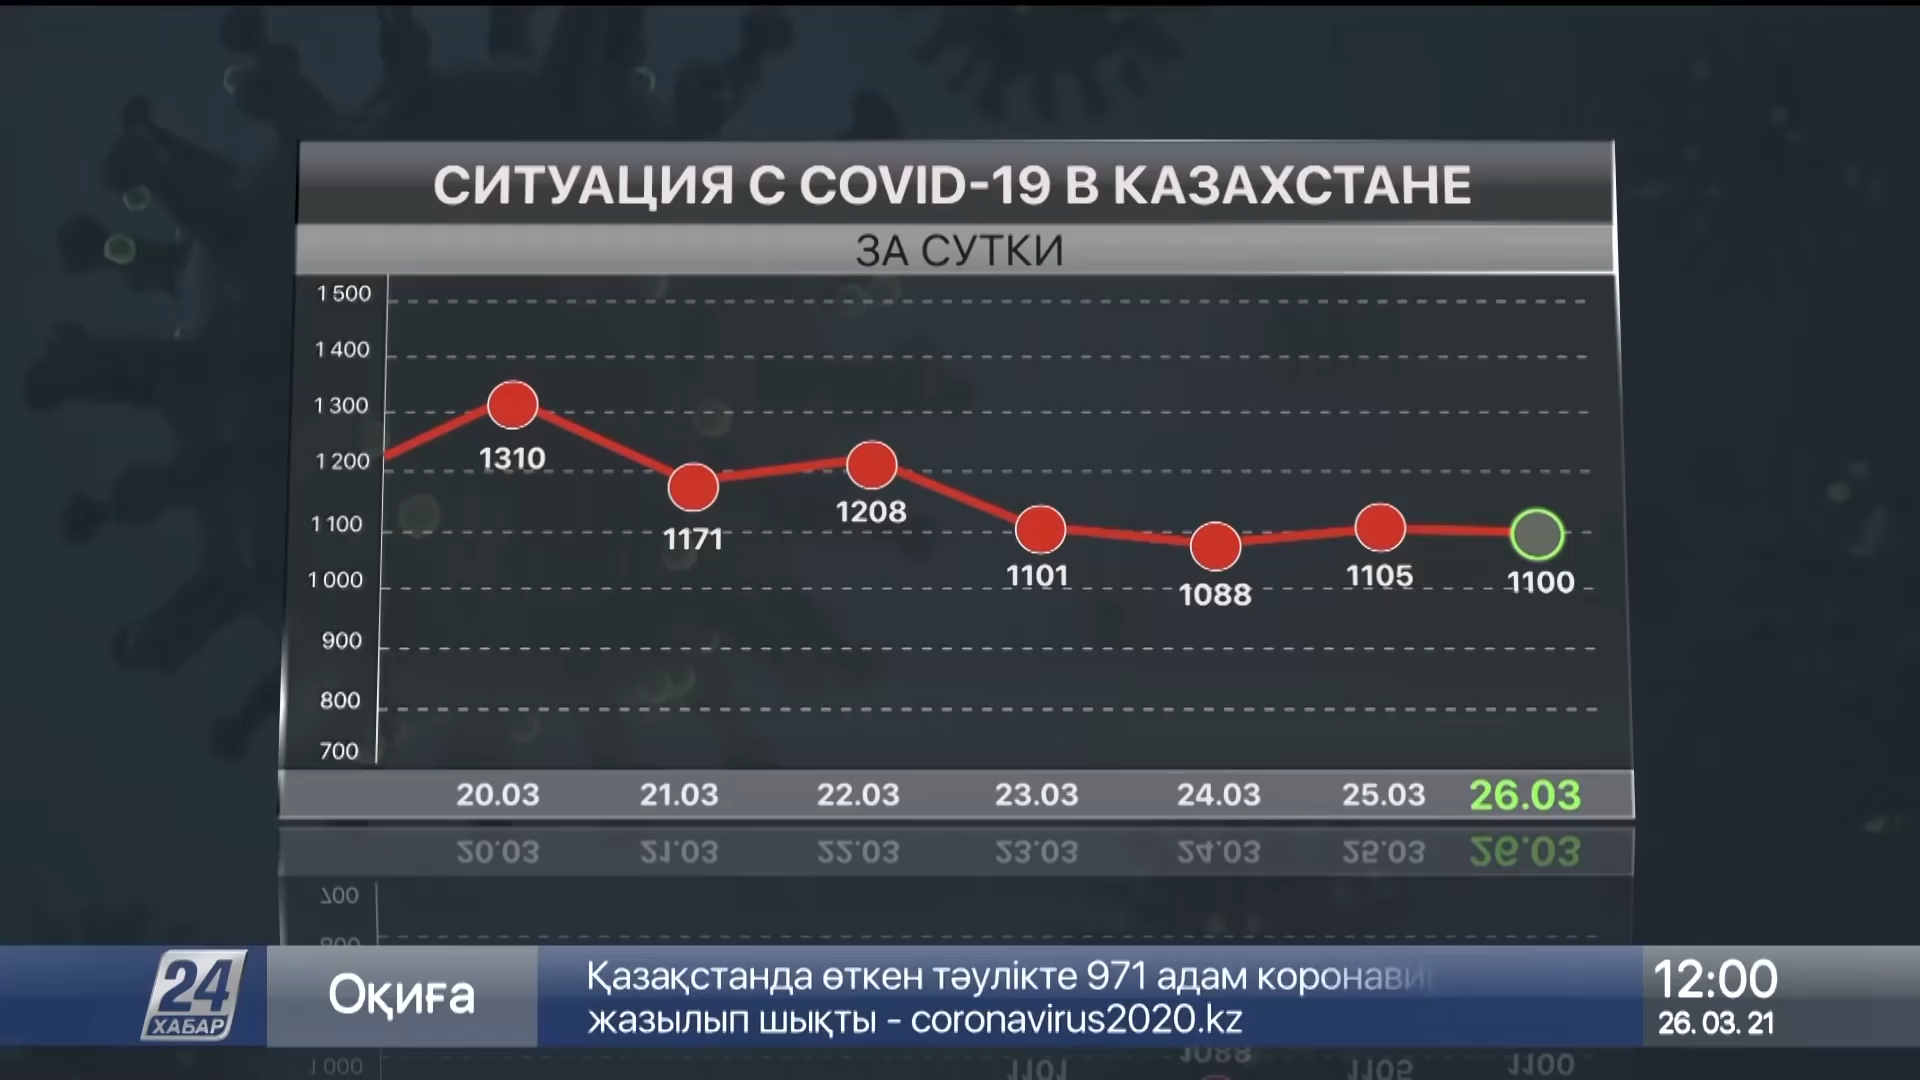 СИТУАЦИЯ С COVID-19 В КАЗАХСТАНЕ
ЗА СУТКИ
1 500
1 400
1 300
1 200
1 100
1 000
900
800
700
1310
1171
1208
1101
1088
1105
1100
20.03 21.03 22.03 23.03 24.03 25.03 26.03
24
ХАБАР
Оқиға
Қазақстанда өткен тәулікте 971 адам
жазылып шықты - coronavirus2020.kz
12:00
26. 03. 21